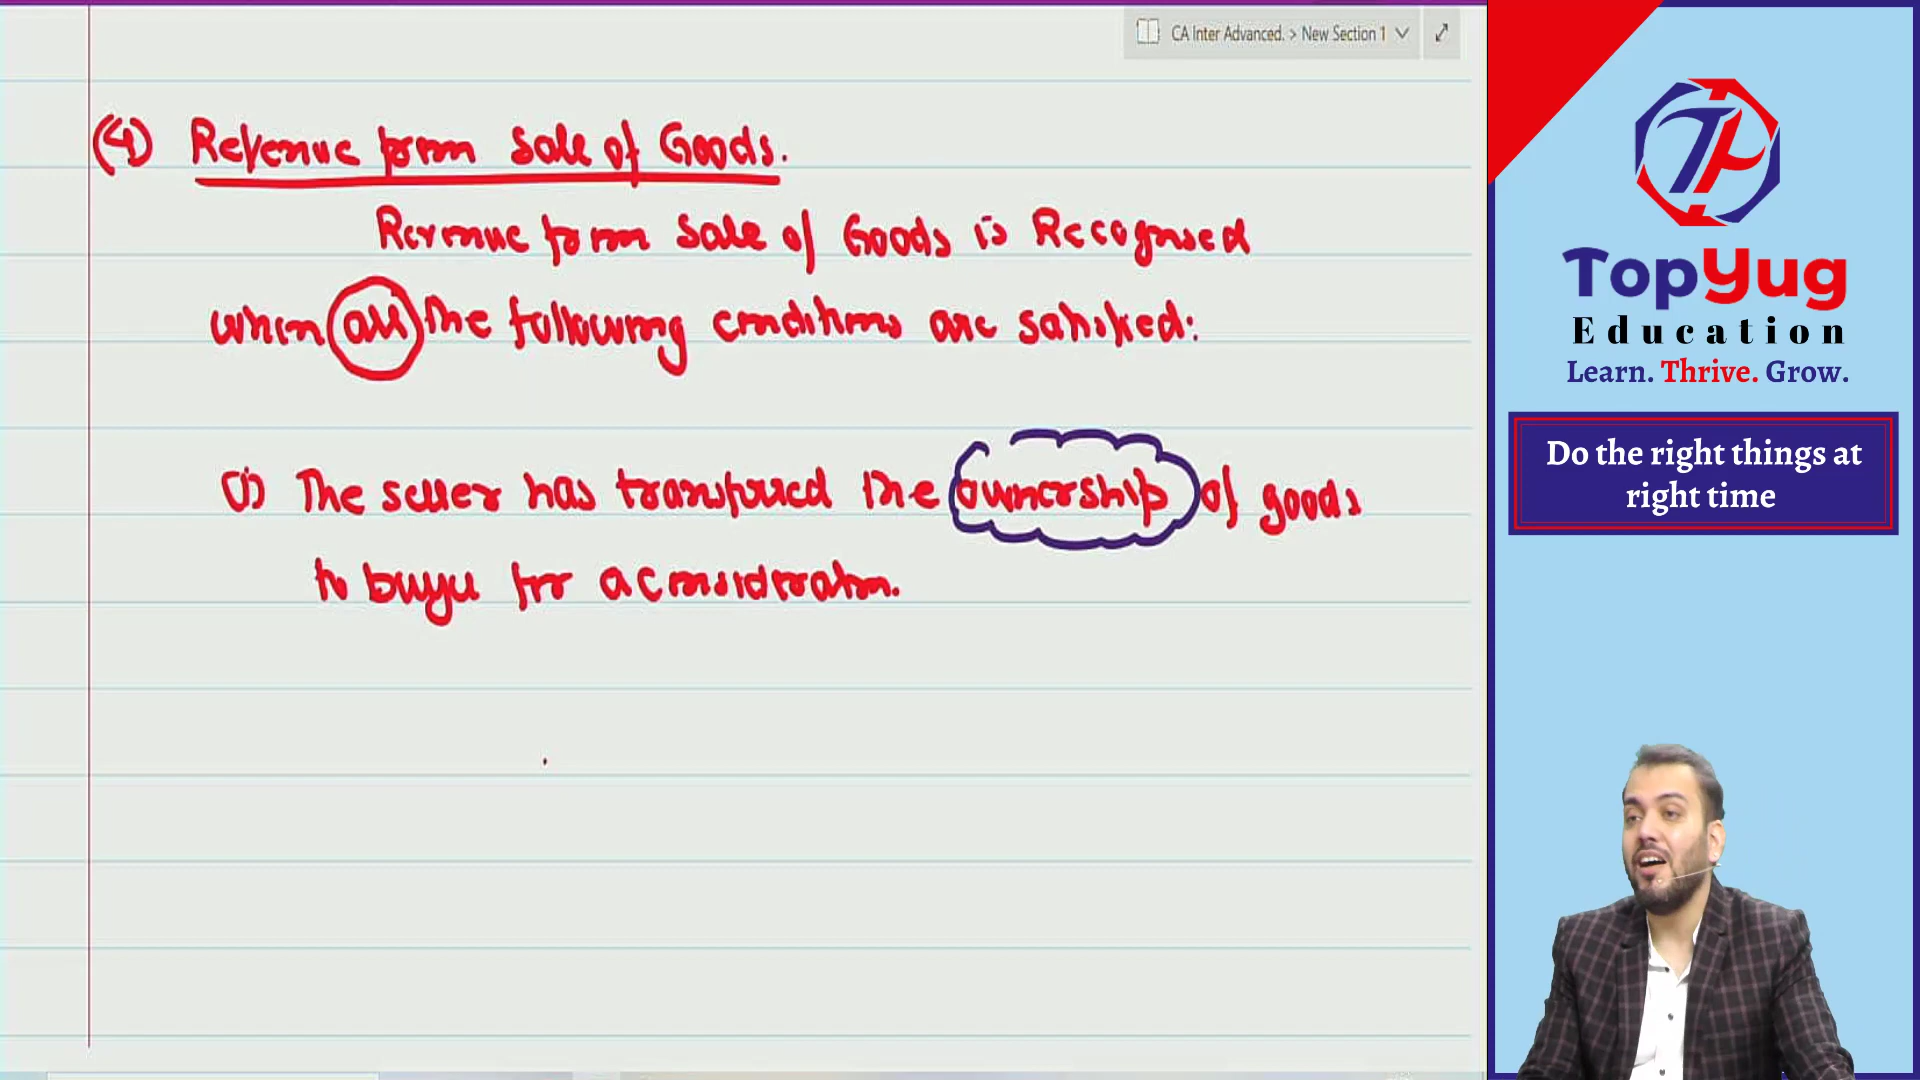 CA Inter Advanced. > New Section 1
(4) Revenue from Sale of Goods.
Revenue from Sale of Goods is Recognised
when all the following conditions are satisfied:
(i) The seller has transferred the ownership of goods
to buyer for a consideration.
TopYug
Education
Learn. Thrive. Grow.
Do the right things at
right time